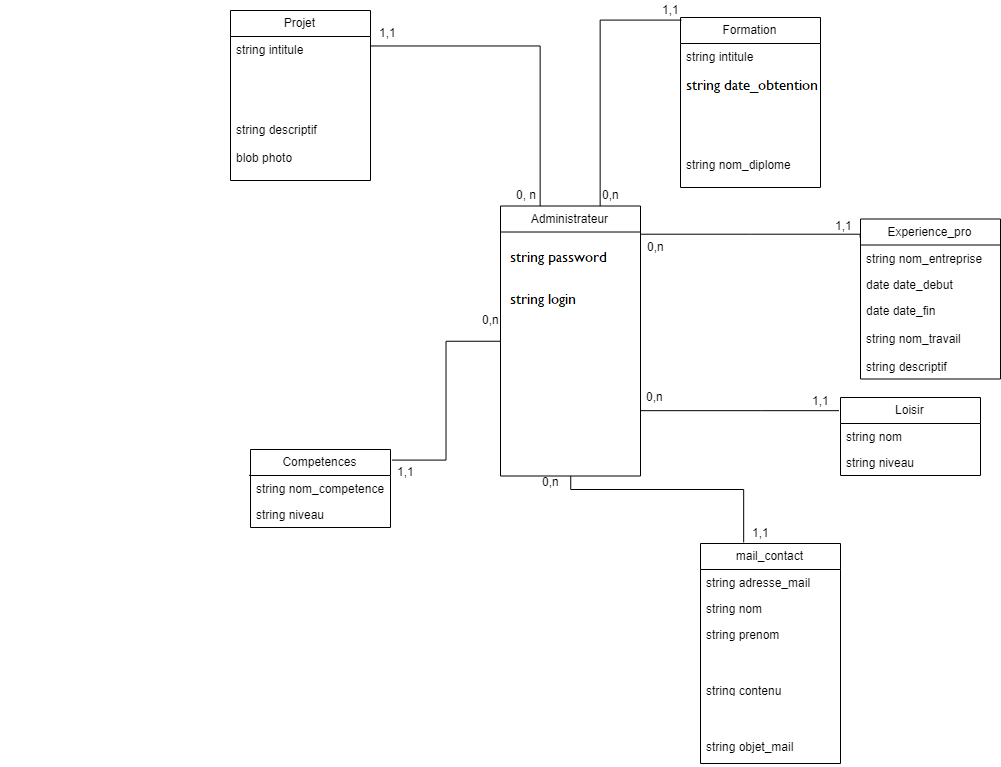 Projet
string intitule
string descriptif
blob photo
1,1
0, n
1,1
Formation
string intitule
string date_obtention
string nom_diplome
0,n
Administrateur
string password
string login
0,n
1,1
Experience_pro
string nom_entreprise
date date_debut
date date_fin
string nom_travail
string descriptif
0,n
1,1
Loisir
string nom
string niveau
0,n
1,1
Competences
string nom_competence
string niveau
0,n
1,1
mail_contact
string adresse_mail
string nom
string prenom
string contenu
string objet_mail